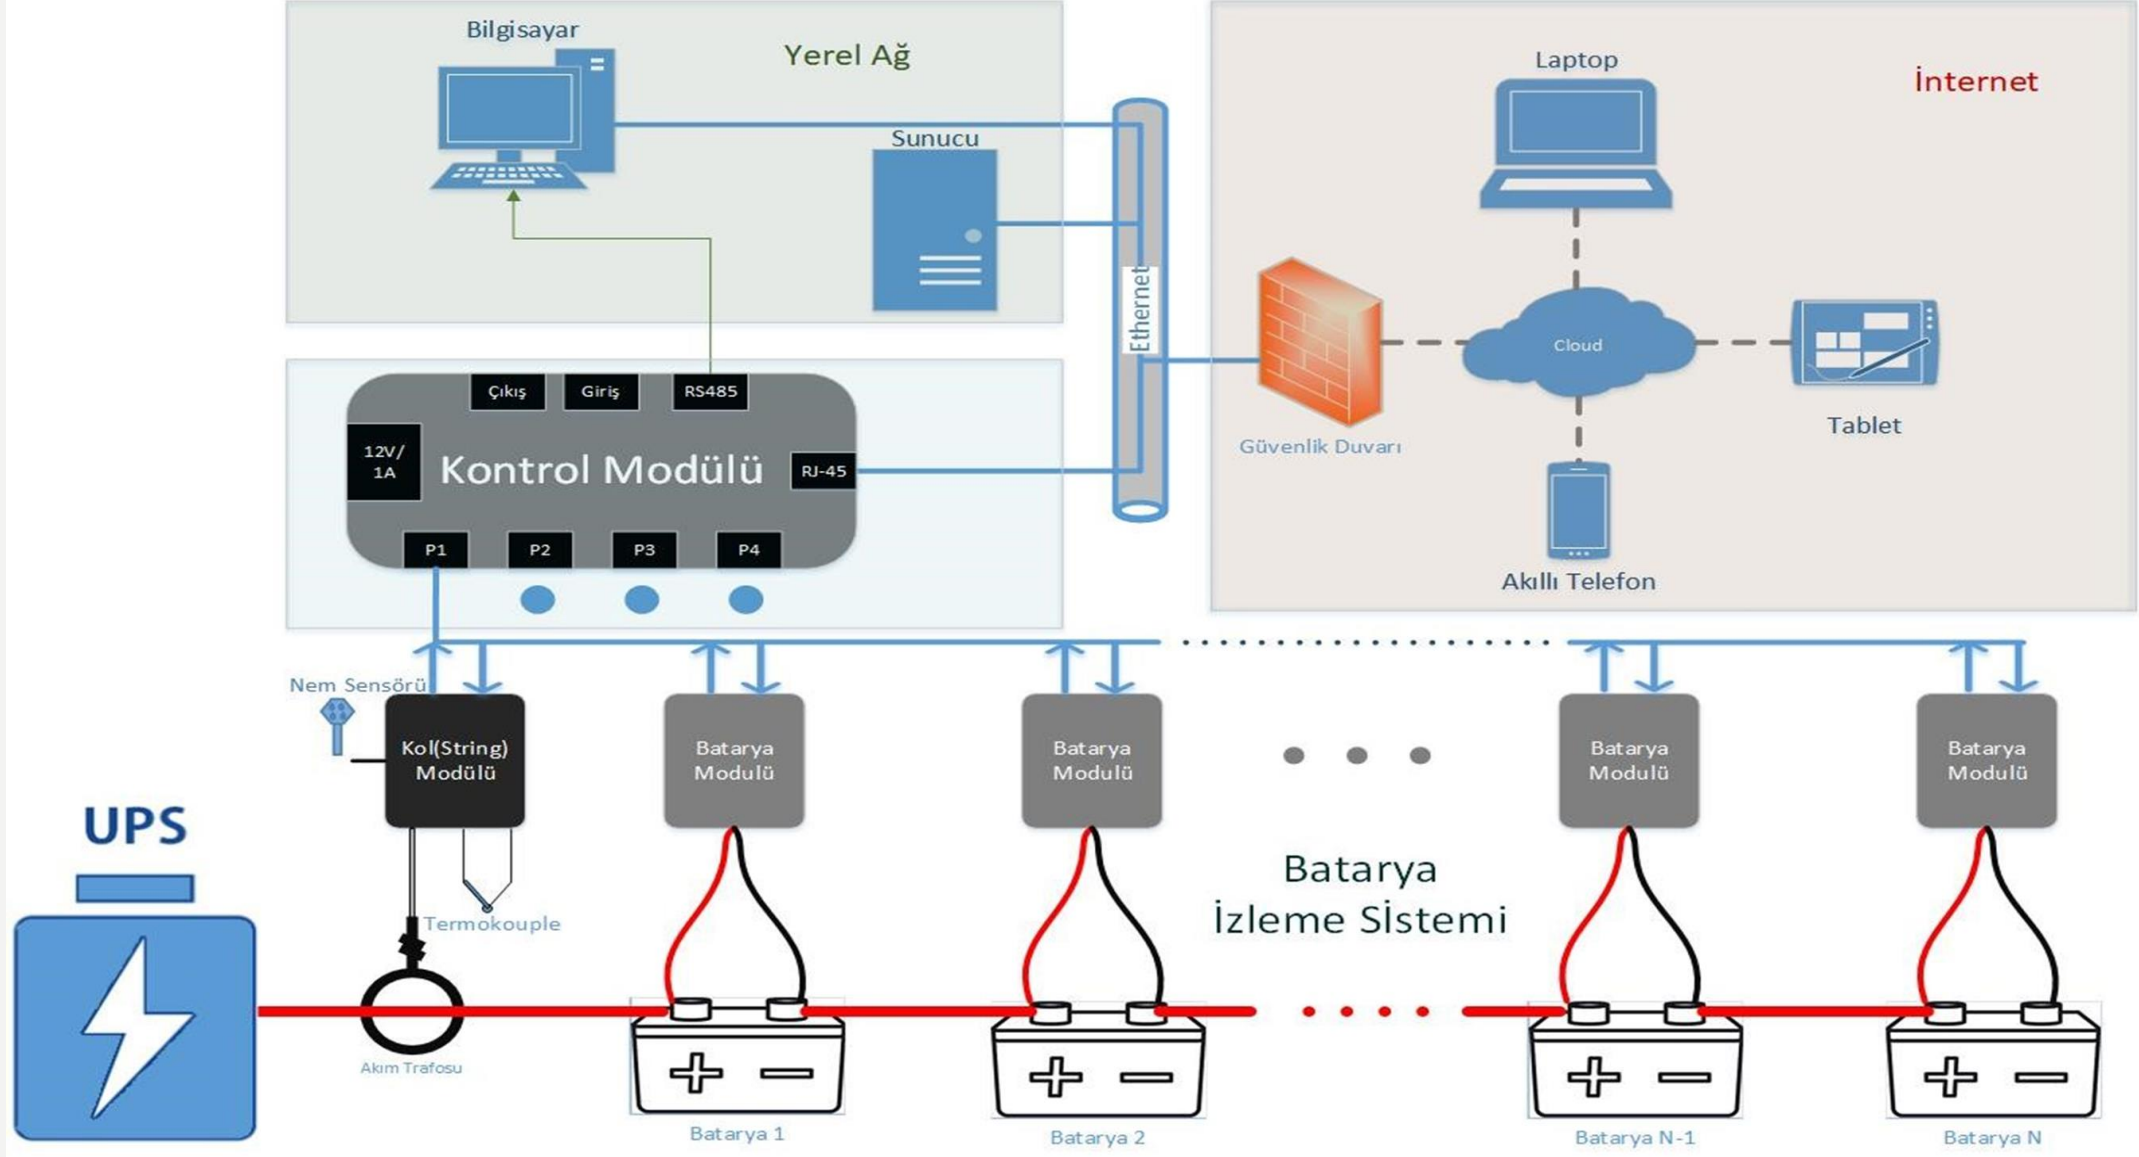 Bilgisayar
Yerel Ağ
Sunucu
Ethernet
Laptop
İnternet
Cloud
Güvenlik Duvarı
Tablet
Akıllı Telefon
Çıkış
Giriş
RS485
12V/
1A
Kontrol Modülü
RJ-45
P1
P2
P3
P4
Nem Sensörü
Kol(String)
Modülü
Batarya
Modulü
Batarya
Modulü
Batarya
Modulü
Batarya
Modulü
UPS
Termokouple
Batarya
İzleme Sİstemi
Akım Trafosu
Batarya 1
Batarya 2
Batarya N-1
Batarya N